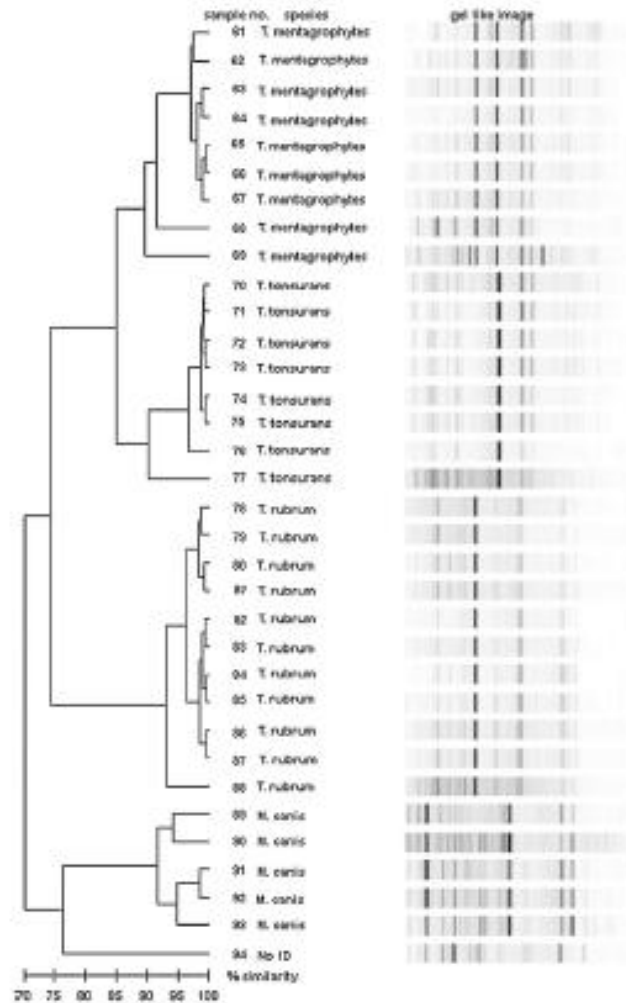 sample no. species gel like image
61 T. mentagrophytes
62 T. mentagrophytes
63 T. mentagrophytes
64 T. mentagrophytes
65 T. mentagrophytes
66 T. mentagrophytes
67 T. mentagrophytes
68 T. mentagrophytes
69 T. mentagrophytes
70 T. tonsurans
71 T. tonsurans
72 T. tonsurans
73 T. tonsurans
74 T. tonsurans
75 T. tonsurans
76 T. tonsurans
77 T. tonsurans
78 T. rubrum
79 T. rubrum
80 T. rubrum
81 T. rubrum
82 T. rubrum
83 T. rubrum
84 T. rubrum
85 T. rubrum
86 T. rubrum
87 T. rubrum
88 T. rubrum
89 M. canis
90 M. canis
91 M. canis
92 M. canis
93 M. canis
94 No ID
% similarity
70 75 80 85 90 95 100